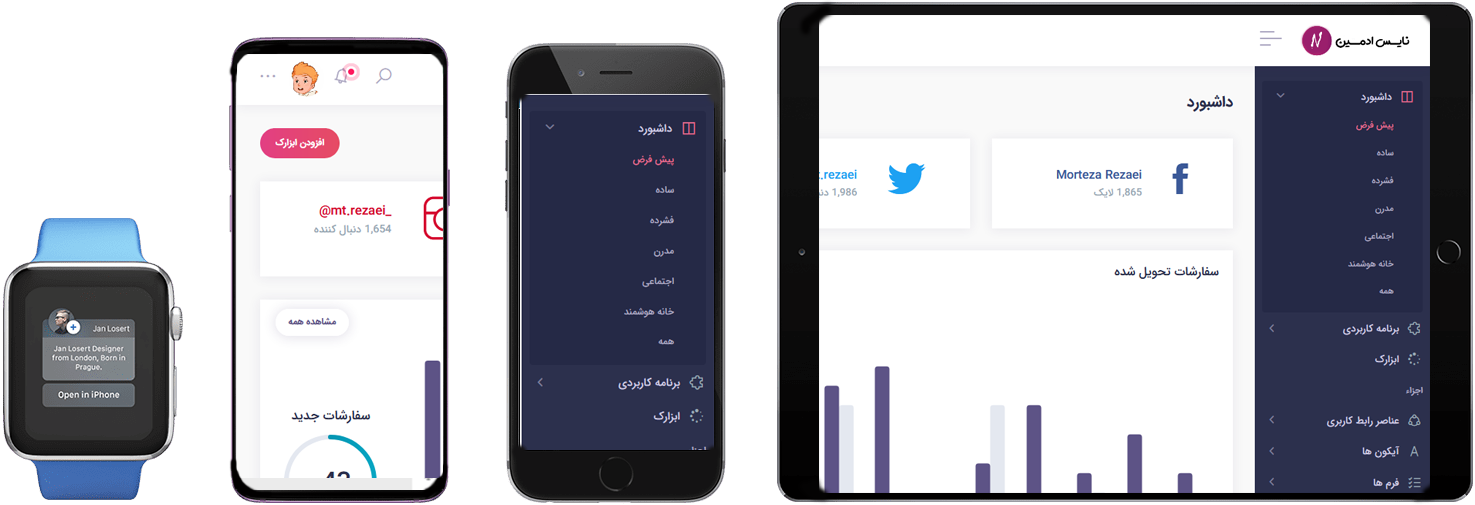 Jan Losert
Jan Losert Designer
from London, Born in
Prague.
Open in iPhone
افزودن ابزارک
@mt.rezaei_
1,654 دنبال کننده
مشاهده همه
سفارشات جدید
داشبورد
پیش فرض
ساده
فشرده
مدرن
اجتماعی
خانه هوشمند
همه
برنامه کاربردی
ابزارک
نایس ادمین
داشبورد
Morteza Rezaei
1,865 لایک
.rezaei
1,986
سفارشات تحویل شده
داشبورد
پیش فرض
ساده
فشرده
مدرن
اجتماعی
خانه هوشمند
همه
برنامه کاربردی
ابزارک
اجزاء
عناصر رابط کاربری
آیکون ها
فرم ها